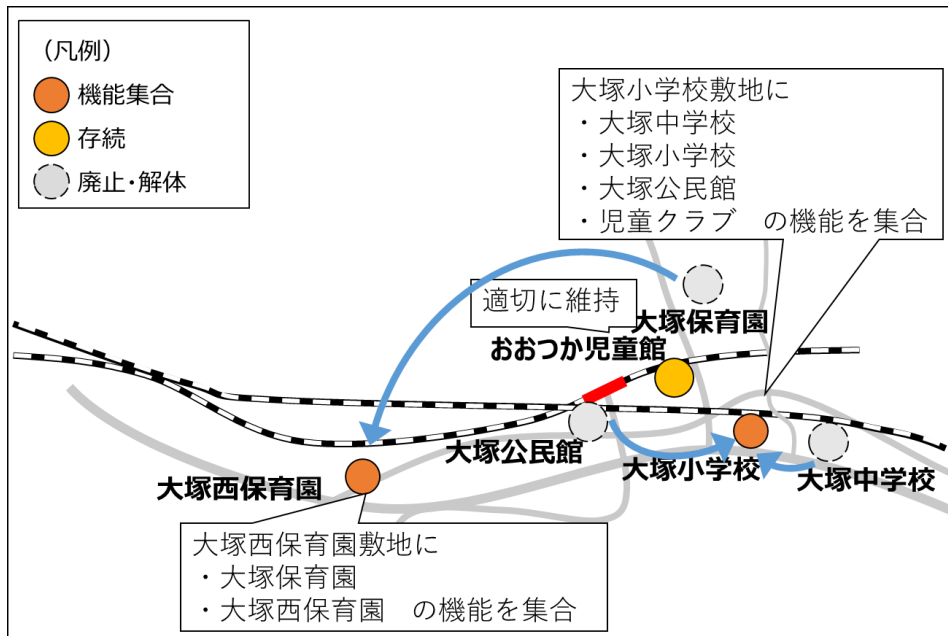 （凡例）
機能集合
存続
廃止・解体
大塚小学校敷地に
・大塚中学校
・大塚小学校
・大塚公民館
・児童クラブ　の機能を集合
適切に維持
大塚保育園
おおつか児童館
大塚公民館
大塚小学校
大塚中学校
大塚西保育園
大塚西保育園敷地に
・大塚保育園
・大塚西保育園　の機能を集合